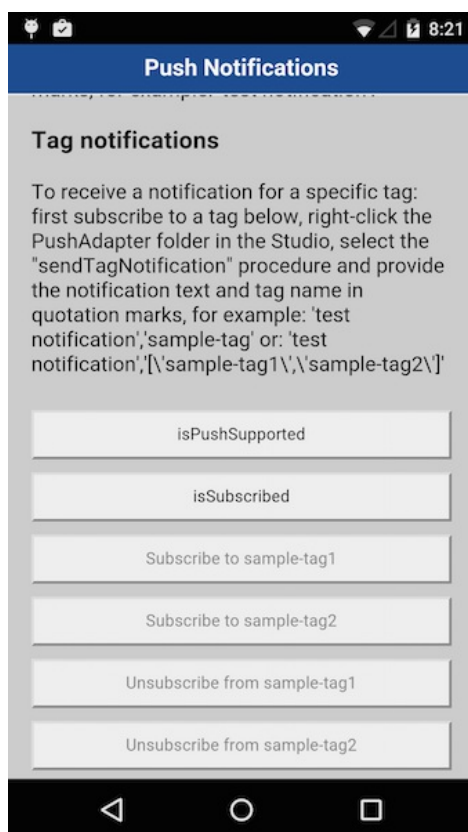 8:21
Push Notifications
Tag notifications
To receive a notification for a specific tag:
first subscribe to a tag below, right-click the
PushAdapter folder in the Studio, select the
"sendTagNotification" procedure and provide
the notification text and tag name in
quotation marks, for example: 'test
notification','sample-tag' or: 'test
notification','[\'sample-tag1\',\'sample-tag2\']'
isPushSupported
isSubscribed
Subscribe to sample-tag1
Subscribe to sample-tag2
Unsubscribe from sample-tag1
Unsubscribe from sample-tag2